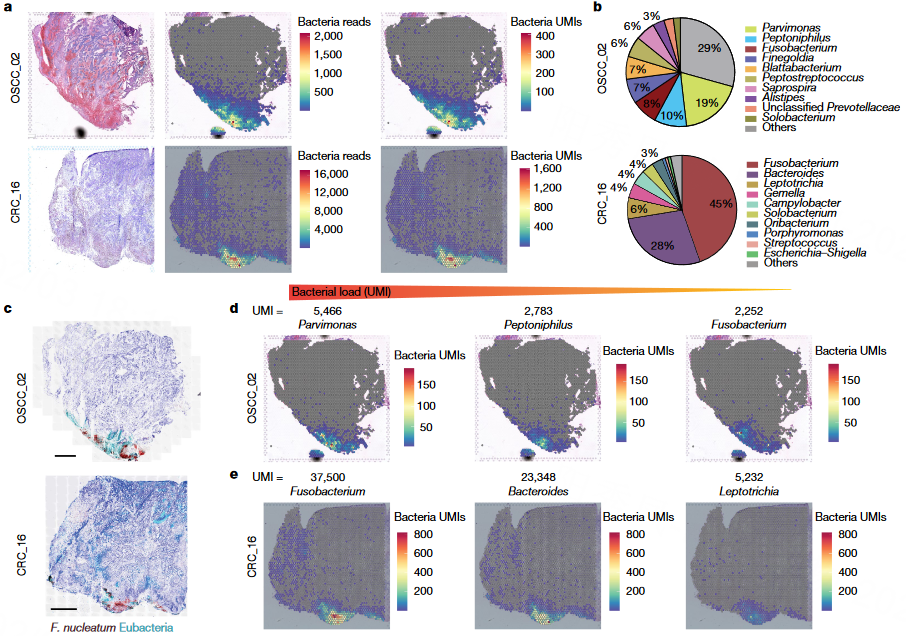 a
Bacteria reads
Bacteria UMIs
OSCC_02
2,000
1,500
1,000
500
400
300
200
100
CRC_16
Bacteria reads
Bacteria UMIs
16,000
12,000
8,000
4,000
1,600
1,200
800
400
b
OSCC_02
3%
6%
6%
7%
7%
8%
10%
19%
29%
Parvimonas
Peptoniphilus
Fusobacterium
Finegoldia
Blattabacterium
Peptostreptococcus
Saprospira
Alistipes
Unclassified Prevotellaceae
Solobacterium
Others
CRC_16
3%
4%
4%
4%
6%
28%
45%
Fusobacterium
Bacteroides
Leptotrichia
Gemella
Campylobacter
Solobacterium
Oribacterium
Porphyromonas
Streptococcus
Escherichia–Shigella
Others
Bacterial load (UMI)
c
OSCC_02
CRC_16
F. nucleatum Eubacteria
d
UMI = 5,466 2,783 2,252
Parvimonas Peptoniphilus Fusobacterium
OSCC_02
Bacteria UMIs
150
100
50
Bacteria UMIs
150
100
50
Bacteria UMIs
150
100
50
e
UMI = 37,500 23,348 5,232
Fusobacterium Bacteroides Leptotrichia
CRC_16
Bacteria UMIs
800
600
400
200
Bacteria UMIs
800
600
400
200
Bacteria UMIs
800
600
400
200